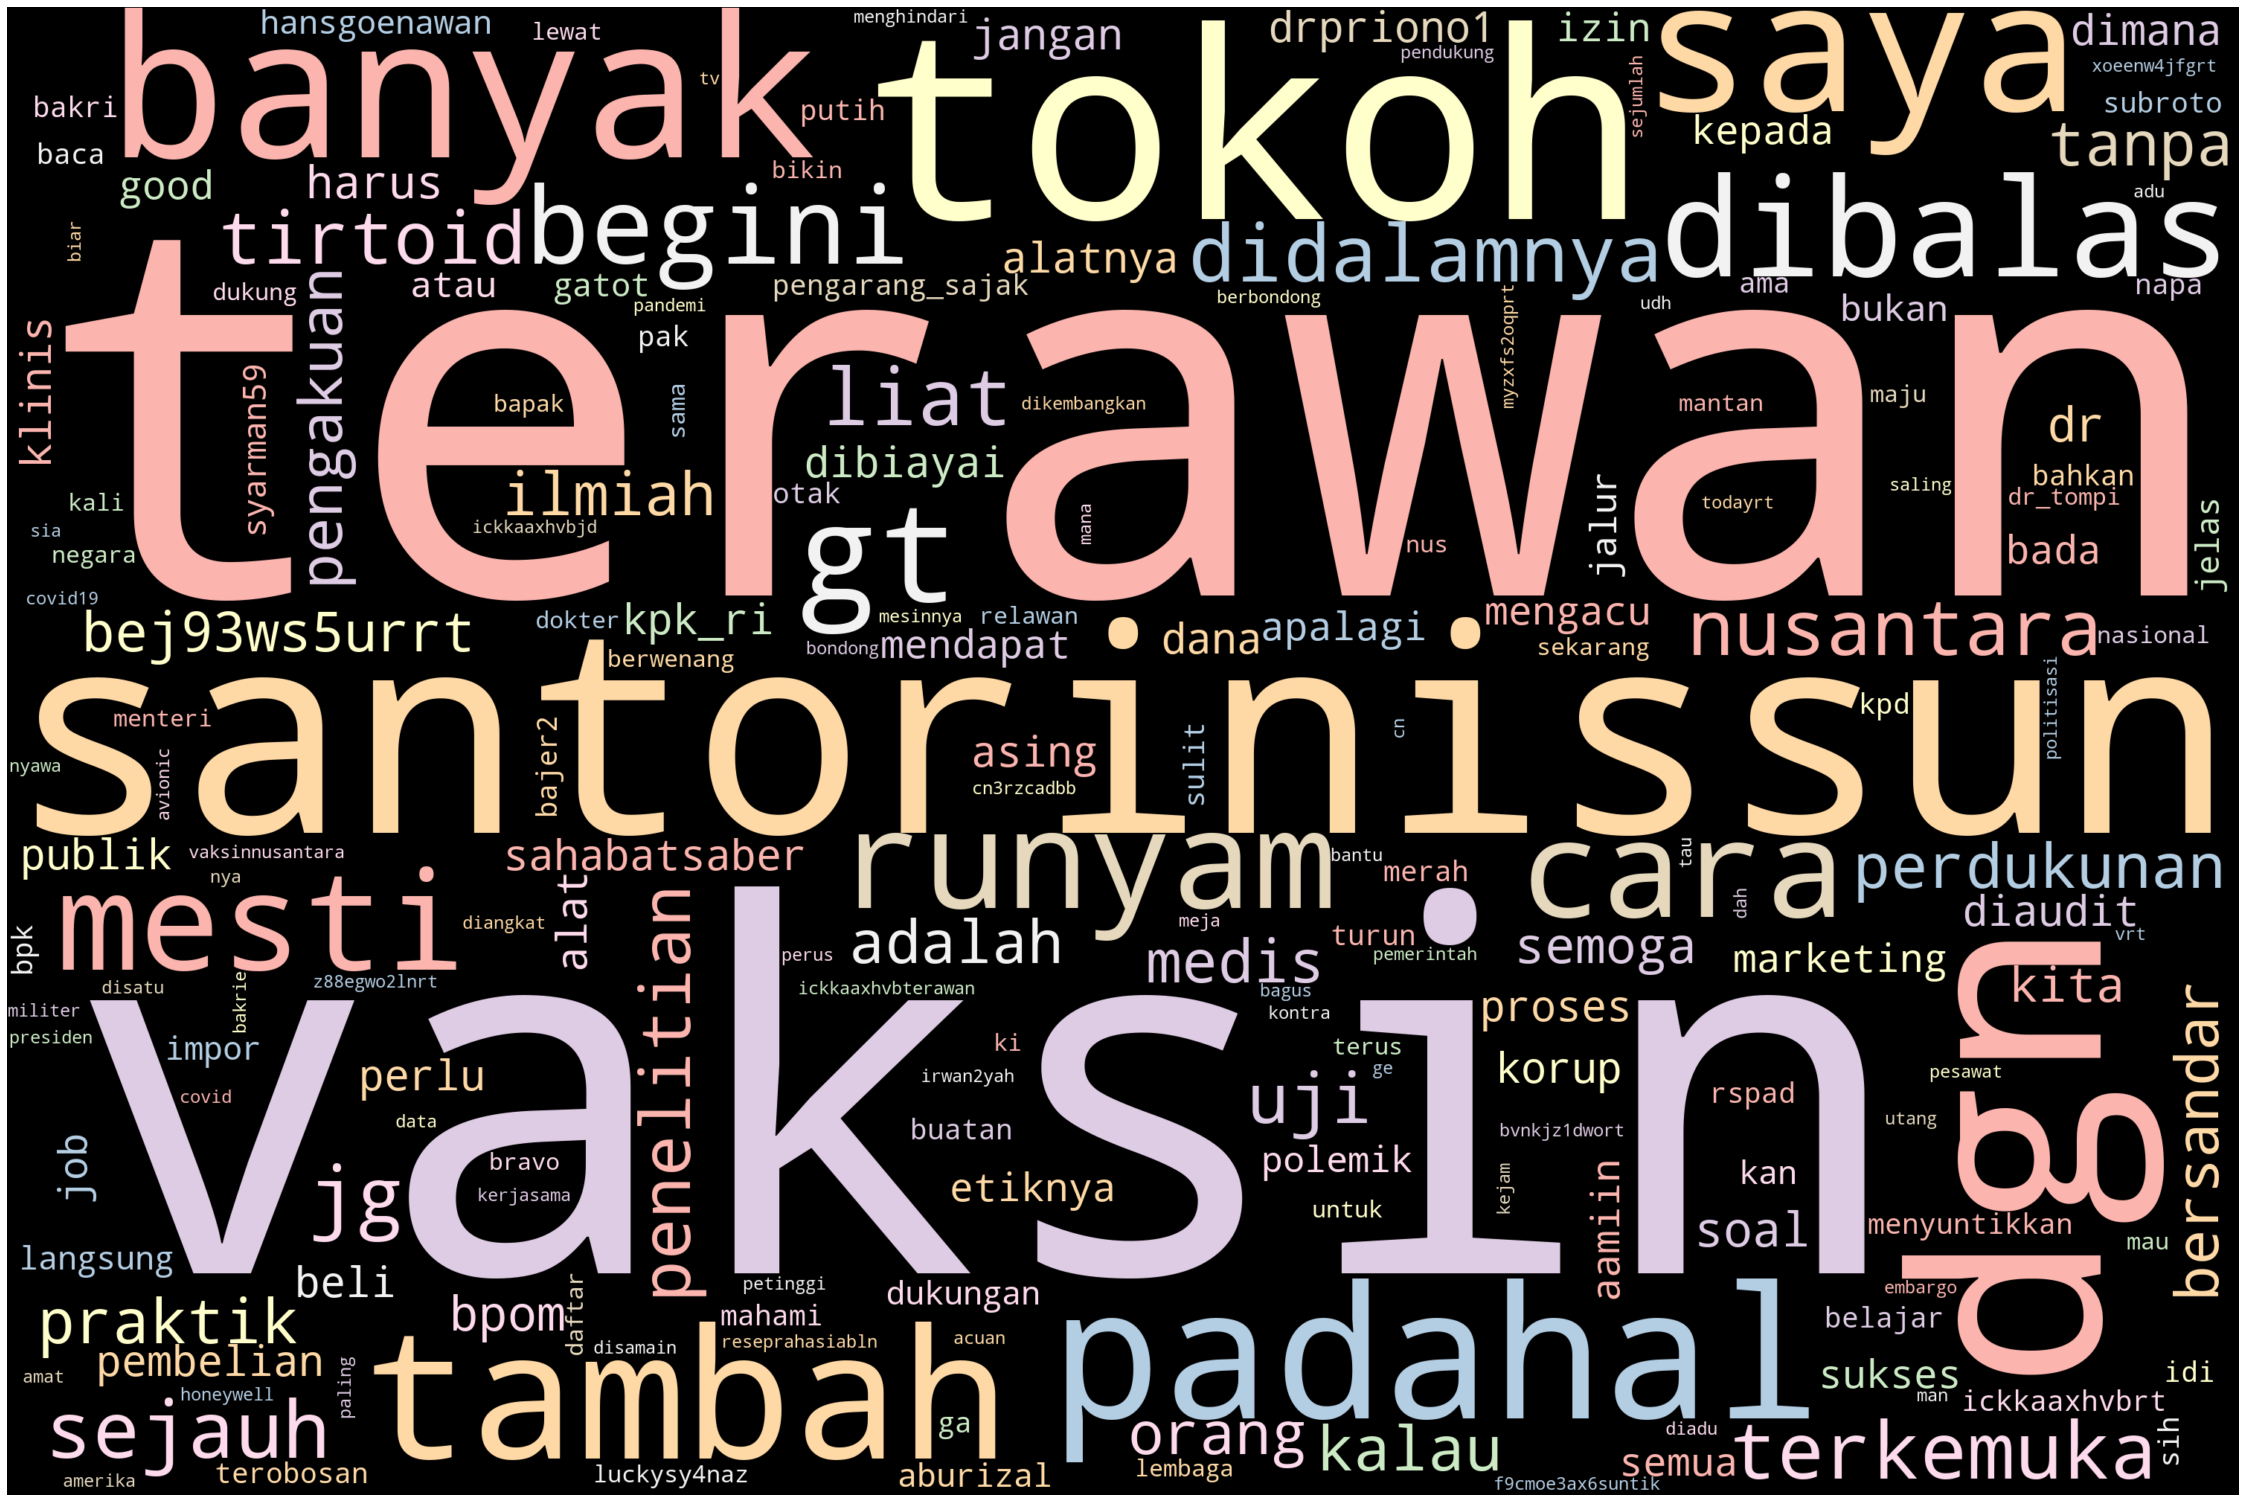 hansgoenawan lewat menghindari jangan drpriono1 izin saya dimana
banyak tv tokoh pendukung xoeenw4jfgrt
bakri putih sejumlah kepada subroto
baca bikin tanpa
good harus begini dibalas adu
biar tirtoid alatnya didalamnya
dukung atau gatot pengarang_sajak berbondong udh ama napa
pandemi pak bukan
klinis pengakuan terawan myzxfs2oqprt
syarman59 bapak sama liat dikembangkan mantan maju dr
kali ilmiah dibiayai otak jalur todayrt saling bahkan
sia ickkaaxhvbjd gt mana nus dr_tompi
negara bada jelas
covid19 dokter kpk_ri mesinnya relawan mengacu
bej93ws5urrt bondong mendapat dana apalagi sekarang nusantara nasional
berwenang
menteri santorinissun kpd politisasi
nyawa avionic bajer2 asing sulit cn
cn3rzcadbb
publik vaksinnusantara sahabatsaber runyam bantu tau cara perdukunan
nya merah dah
mesti diangkat alat penelitian adalah meja turun semoga diaudit
bpk perus medis pemerintah marketing vrt
disatu bakrie z88egwo2lnrt ickkaaxhvbterawan bagus kita
militer vaksin kontra proses dgn bersandar
presiden impor ki terus
covid perlu irwan2yah ge korup rspad pesawat
data buatan uji bvnkjz1dwort utang
job bravo polemik kan
jg kerjasama etiknya untuk kejam aamiin soal menyuntikkan
langsung mau
beli petinggi dukungan embargo
praktik bpom daftar mahami padahal belajar
pembelian disamain reseprahasiabln acuan
amat honeywell paling tambah sukses idi
sejauh ga orang kalau man ickkaaxhvbrt
terobosan luckysy4naz aburizal lembaga semua diadu terkemuka sih
amerika f9cmoe3ax6suntik